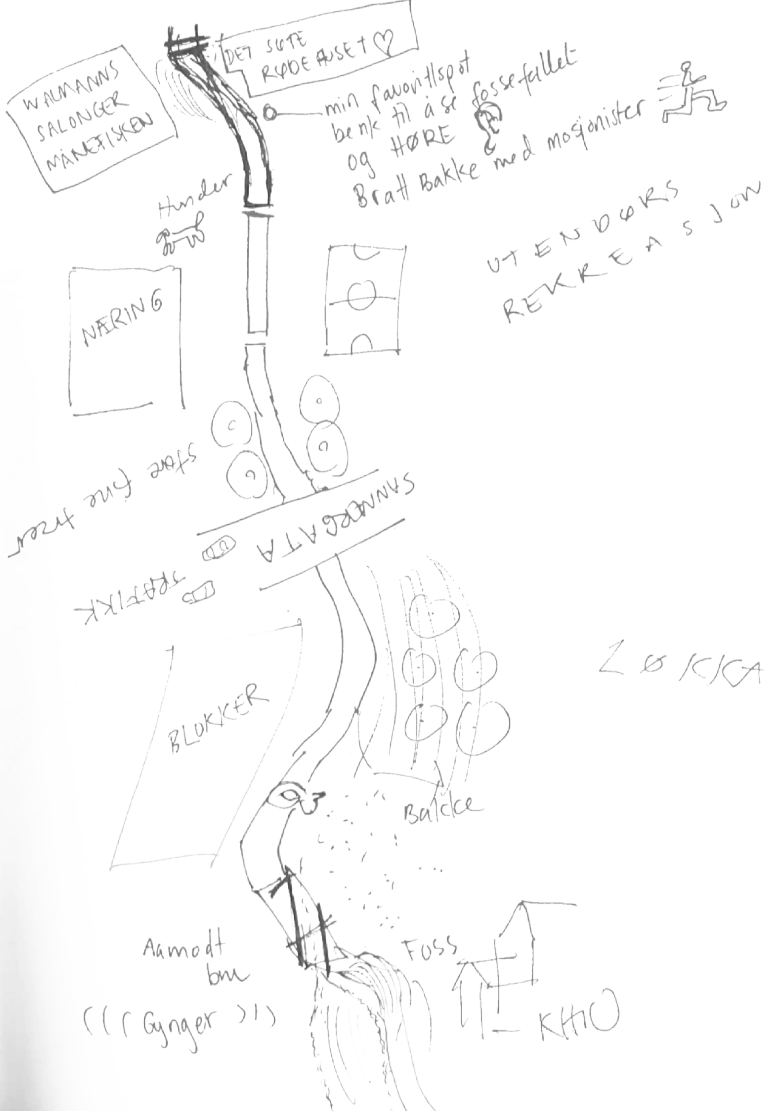 WALMANNS
SALONGER
MÅNEFISKEN
DET SØTE
RØDE HUSET ♡
min favorittspot
benk til å se fossefallet
og HØRE
Bratt Bakke med mosjonister
Hunder
UTENDØRS
REKREASJON
NÆRING
store fine trær
SANNERGATA
TRAFIKK
BLOKKER
LØKKA
Bakke
Aamodt
bru
(((Gynger)))
FOSS
KHIO